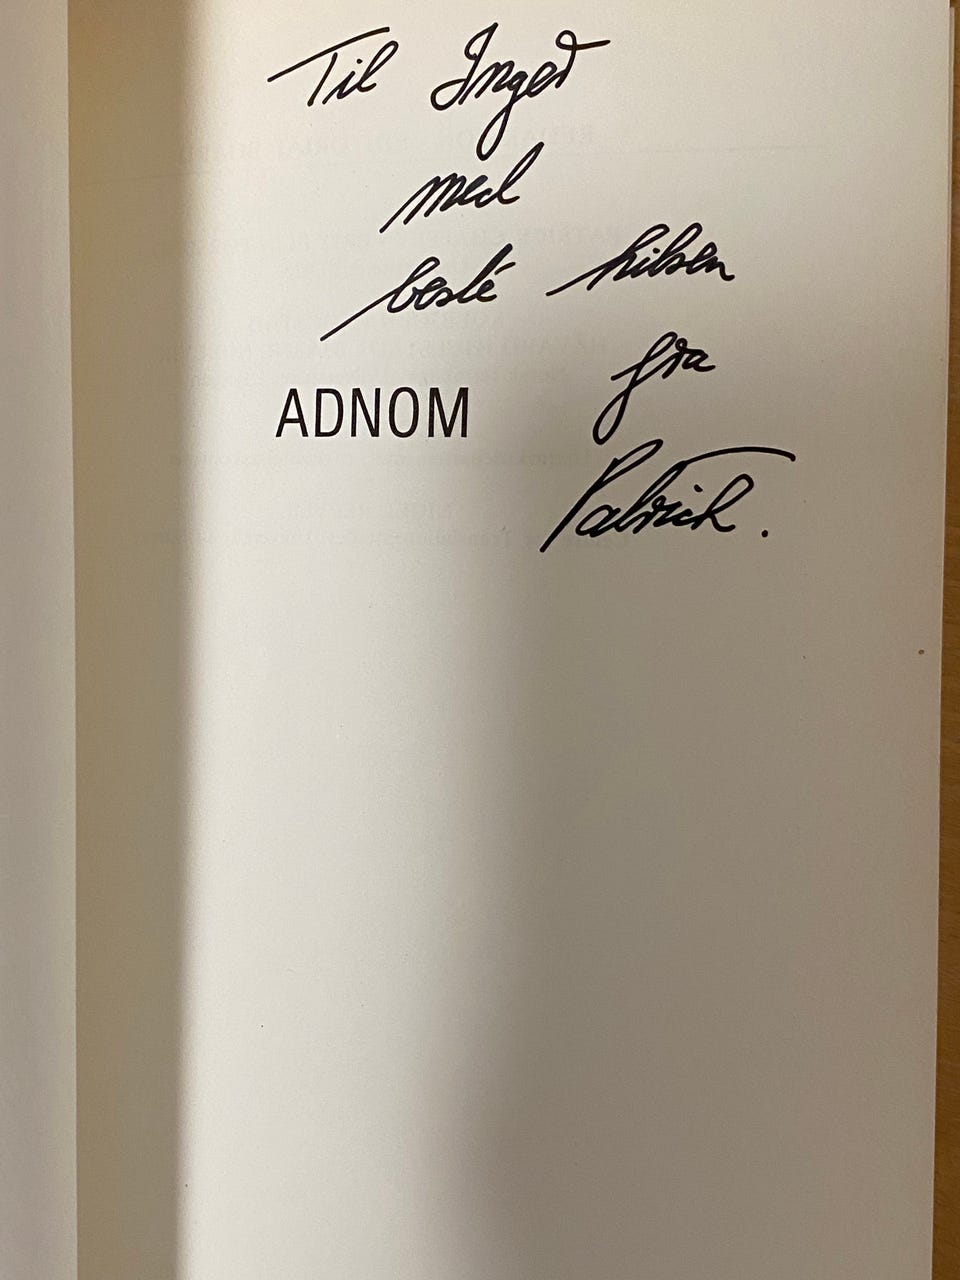 Til Inger
med
beste hilsen
fra
ADNOM
Patrick.